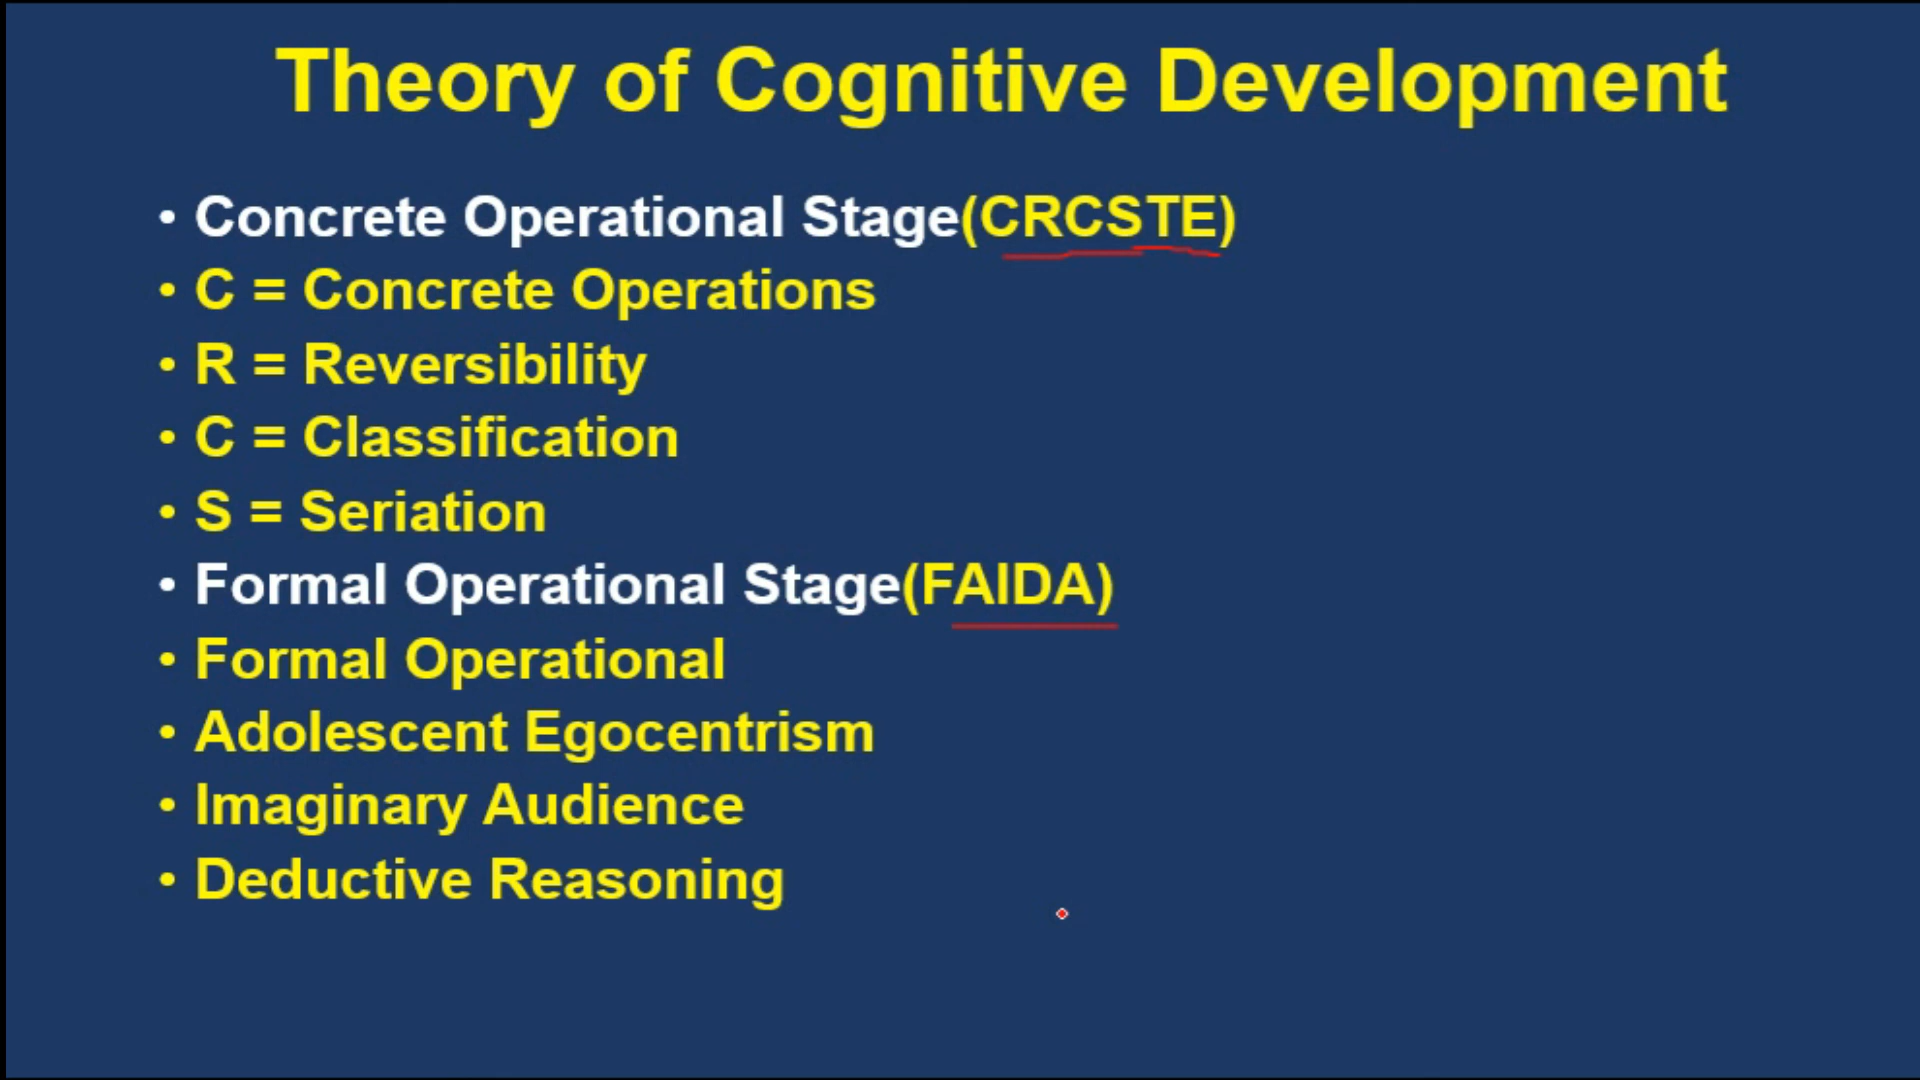 Theory of Cognitive Development
• Concrete Operational Stage(CRCSTE)
• C = Concrete Operations
• R = Reversibility
• C = Classification
• S = Seriation
• Formal Operational Stage(FAIDA)
• Formal Operational
• Adolescent Egocentrism
• Imaginary Audience
• Deductive Reasoning